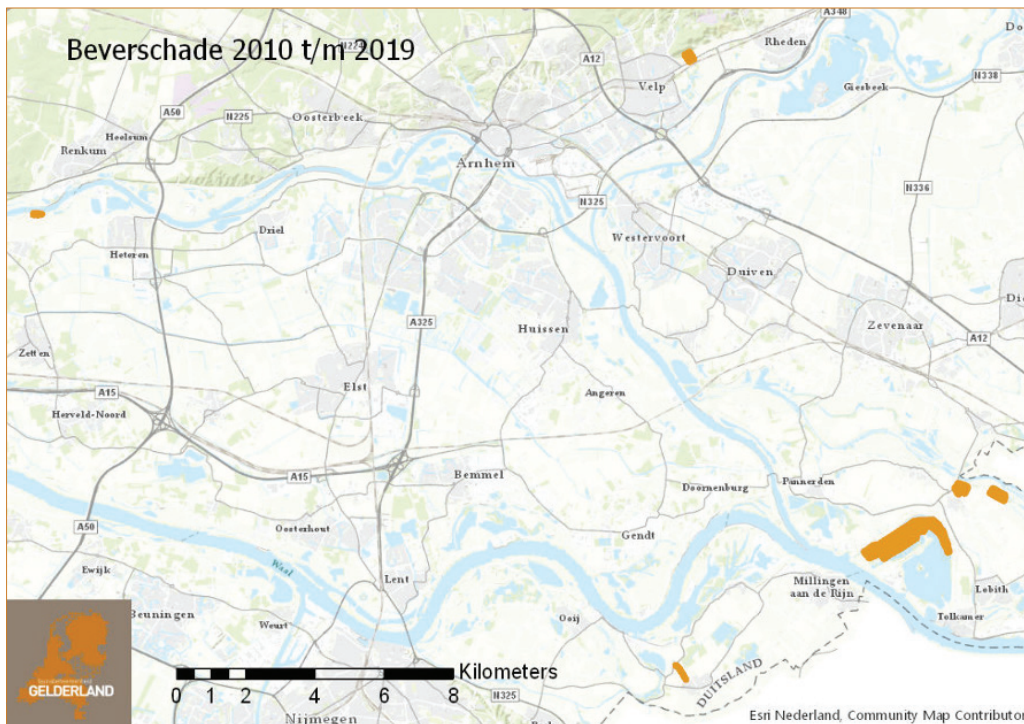 Beverschade 2010 t/m 2019
A348
N224
Rheden
A12
N338
Velp
Giesbeek
A50
N225
Oosterbeek
Heelsum
Renkum
Arnhem
N336
N325
Driel
Westervoort
Heteren
Duiven
A325
Huissen
Zevenaar
A12
Zetten
Elst
A15
Angeren
Herveld-Noord
Bemmel
A15
Doornenburg
Pannerden
A50
Oosterhout
Gendt
Waal
Ewijk
Lent
Millingen
aan de Rijn
Lobith
Beuningen
Weurt
Ooij
Tolkamer
DUITSLAND
GELDERLAND
Kilometers
0 1 2 4 6 8
N325
Nijmegen
Esri Nederland, Community Map Contributor